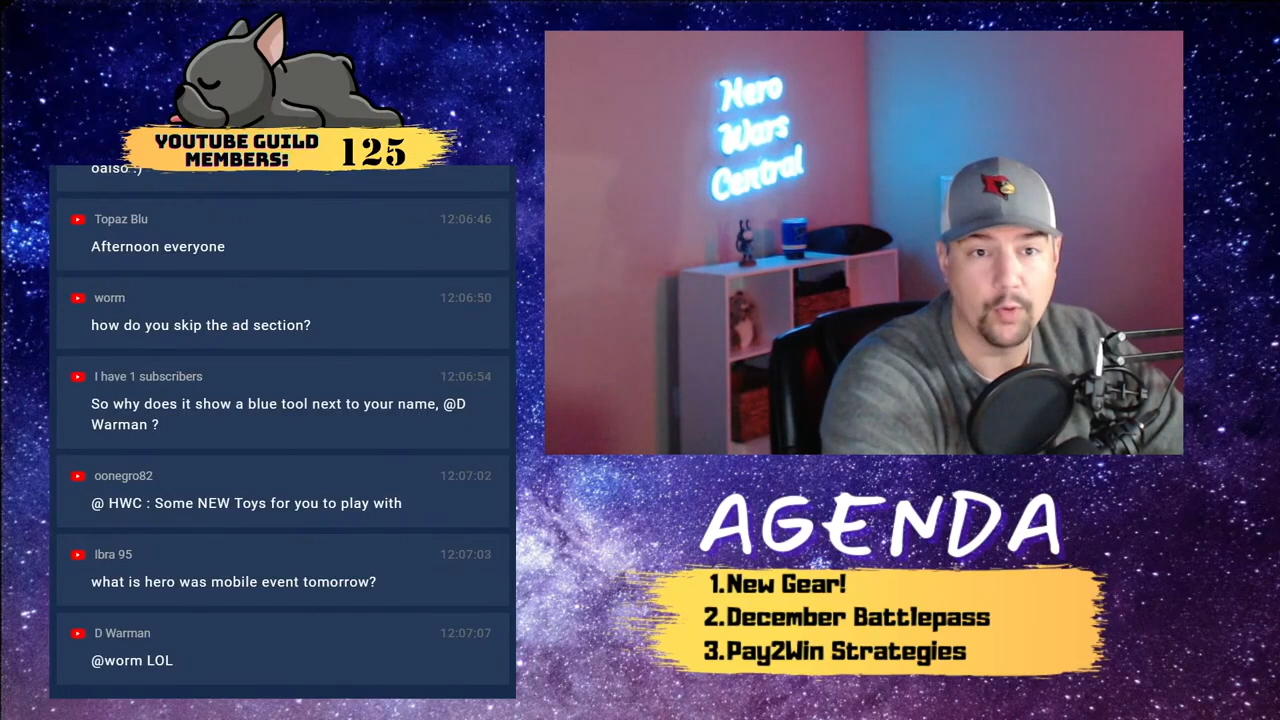 YOUTUBE GUILD
MEMBERS:
125
oalso :)
Topaz Blu
12:06:46
Afternoon everyone
worm
12:06:50
how do you skip the ad section?
I have 1 subscribers
12:06:54
So why does it show a blue tool next to your name, @D
Warman ?
oonegro82
12:07:02
@ HWC : Some NEW Toys for you to play with
Ibra 95
12:07:03
what is hero was mobile event tomorrow?
D Warman
12:07:07
@worm LOL
Hero
Wars
Central
AGENDA
1.New Gear!
2.December Battlepass
3.Pay2Win Strategies